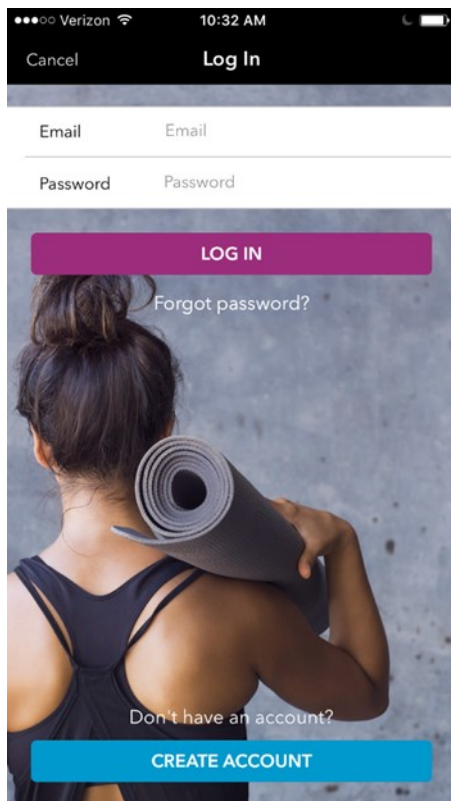 Verizon 10:32 AM
Cancel Log In
Email Email
Password Password
LOG IN
Forgot password?
Don't have an account?
CREATE ACCOUNT